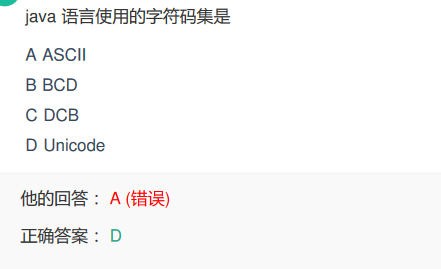 java 语言使用的字符码集是
A ASCII
B BCD
C DCB
D Unicode
他的回答： A (错误)
正确答案： D